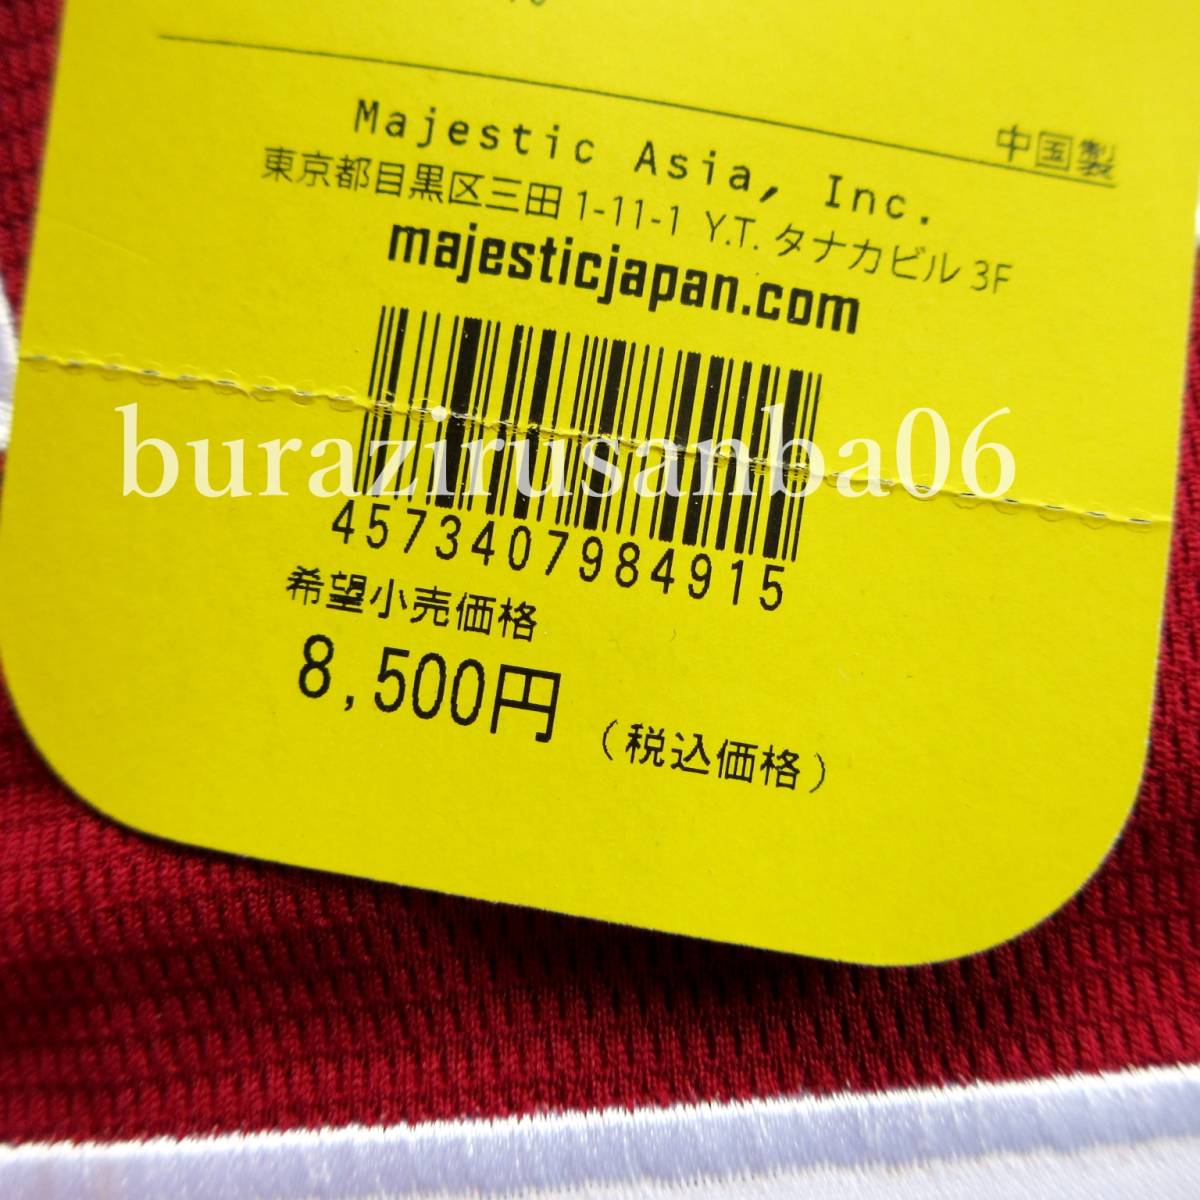 中国製
Majestic Asia, Inc.
東京都目黒区三田 1-11-1 Y.T. タナカビル 3F
majesticjapan.com
burazirusanba06
4573407984915
希望小売価格
8,500円 (税込価格)